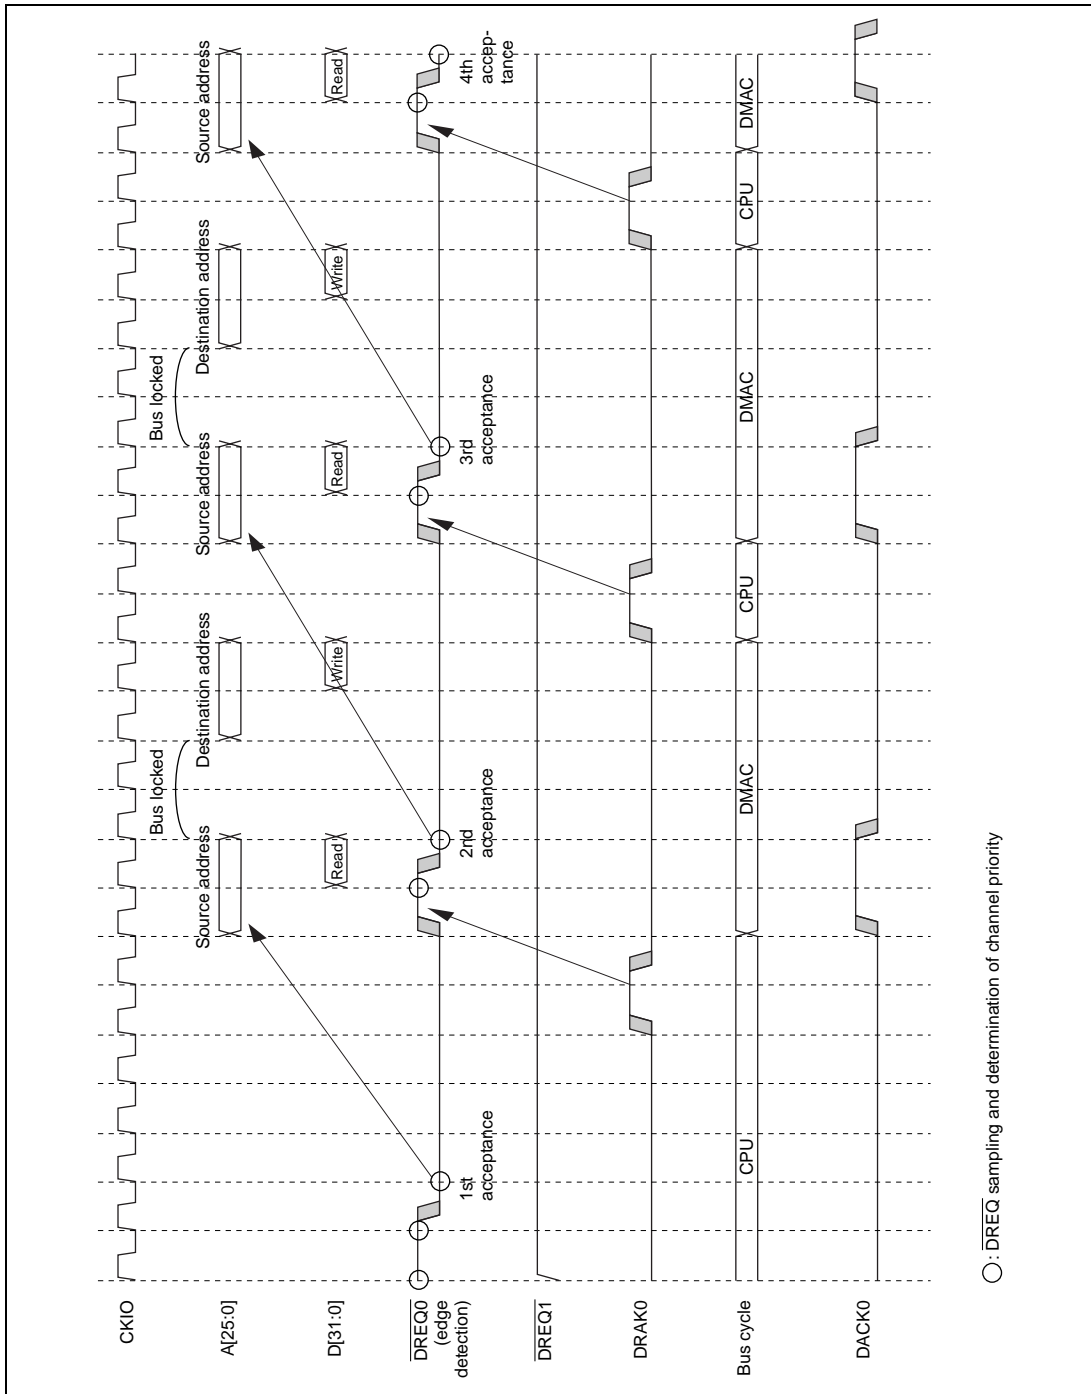 CKIO
Bus locked
Bus locked
Source address
Destination address
Source address
Destination address
Source address
A[25:0]
D[31:0]
Read
Write
Read
Write
Read
DREQ0
(edge
detection)
1st
acceptance
2nd
acceptance
3rd
acceptance
4th
accep-
tance
DREQ1
DRAK0
Bus cycle
CPU
DMAC
CPU
DMAC
CPU
DMAC
DACK0
: DREQ sampling and determination of channel priority